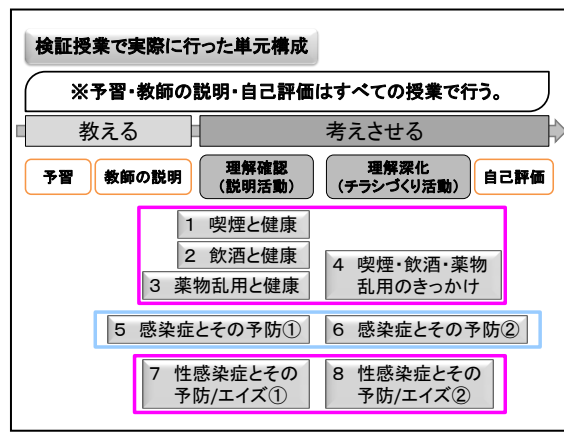 検証授業で実際に行った単元構成
※予習・教師の説明・自己評価はすべての授業で行う。
教える
考えさせる
予習
教師の説明
理解確認
(説明活動)
理解深化
(チラシづくり活動)
自己評価
1 喫煙と健康
2 飲酒と健康
3 薬物乱用と健康
4 喫煙・飲酒・薬物
乱用のきっかけ
5 感染症とその予防①
6 感染症とその予防②
7 性感染症とその
予防/エイズ①
8 性感染症とその
予防/エイズ②